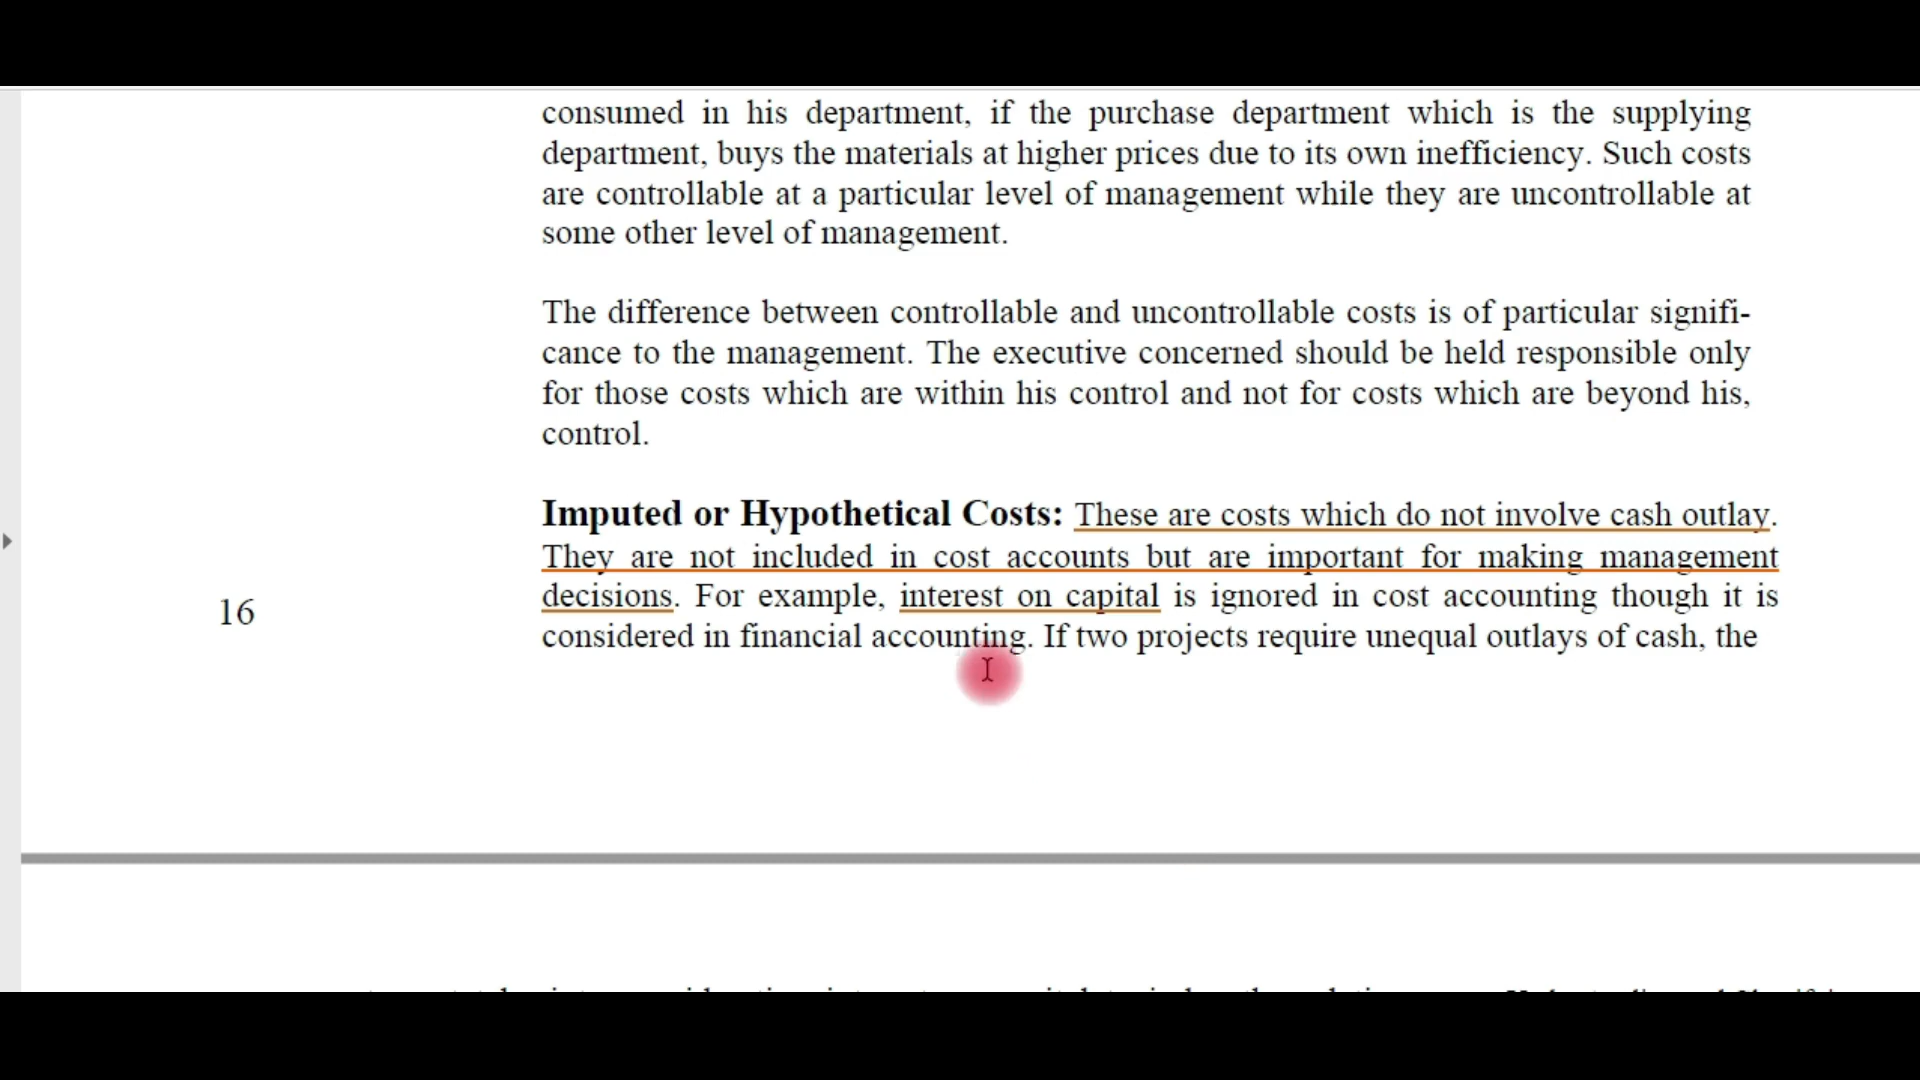 consumed in his department, if the purchase department which is the supplying
department, buys the materials at higher prices due to its own inefficiency. Such costs
are controllable at a particular level of management while they are uncontrollable at
some other level of management.
The difference between controllable and uncontrollable costs is of particular signifi-
cance to the management. The executive concerned should be held responsible only
for those costs which are within his control and not for costs which are beyond his,
control.
Imputed or Hypothetical Costs: These are costs which do not involve cash outlay.
They are not included in cost accounts but are important for making management
decisions. For example, interest on capital is ignored in cost accounting though it is
16
considered in financial accounting. If two projects require unequal outlays of cash, the